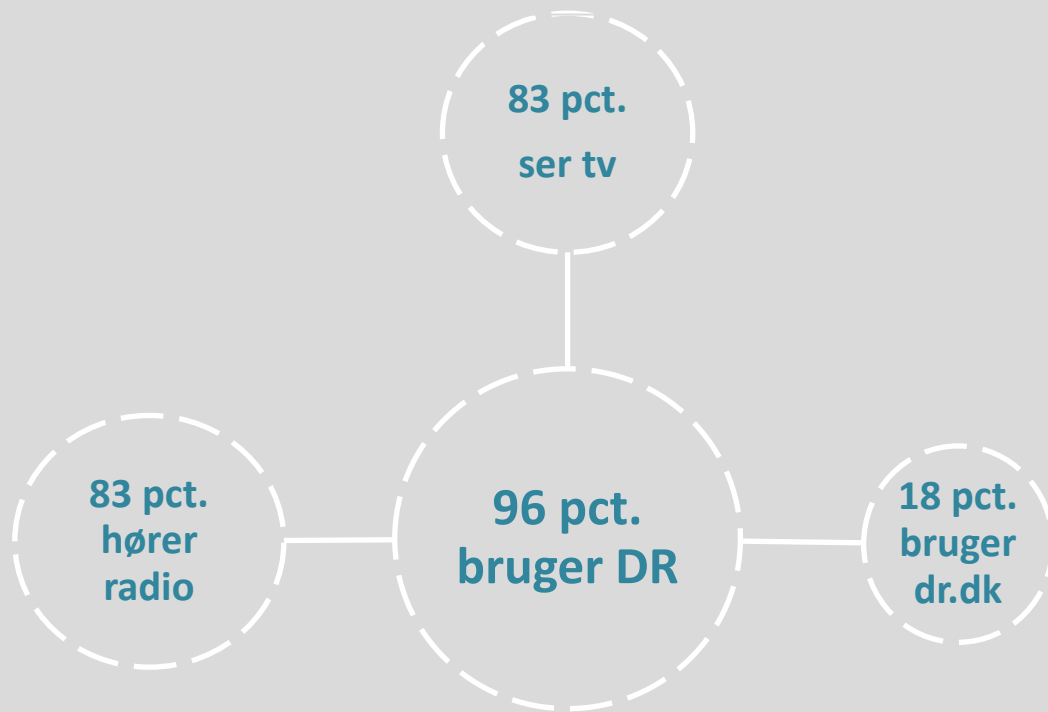 83 pct.
ser tv
83 pct.
hører
radio
96 pct.
bruger DR
18 pct.
bruger
dr.dk